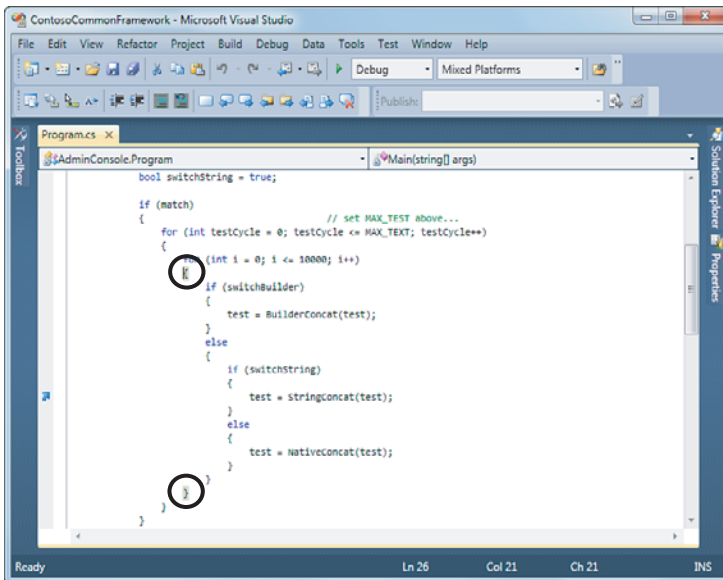 ContosoCommonFramework - Microsoft Visual Studio
File Edit View Refactor Project Build Debug Data Tools Test Window Help
Debug Mixed Platforms
Publish:
Toolbox
Program.cs X
AdminConsole.Program Main(string[] args)
bool switchString = true;
if (match)
{ // set MAX_TEST above...
for (int testCycle = 0; testCycle <= MAX_TEXT; testCycle++)
{
for (int i = 0; i <= 10000; i++)
{
if (switchBuilder)
{
test = BuilderConcat(test);
}
else
{
if (switchString)
{
test = StringConcat(test);
}
else
{
test = NativeConcat(test);
}
}
}
}
}
Solution Explorer
Properties
Ready Ln 26 Col 21 Ch 21 INS